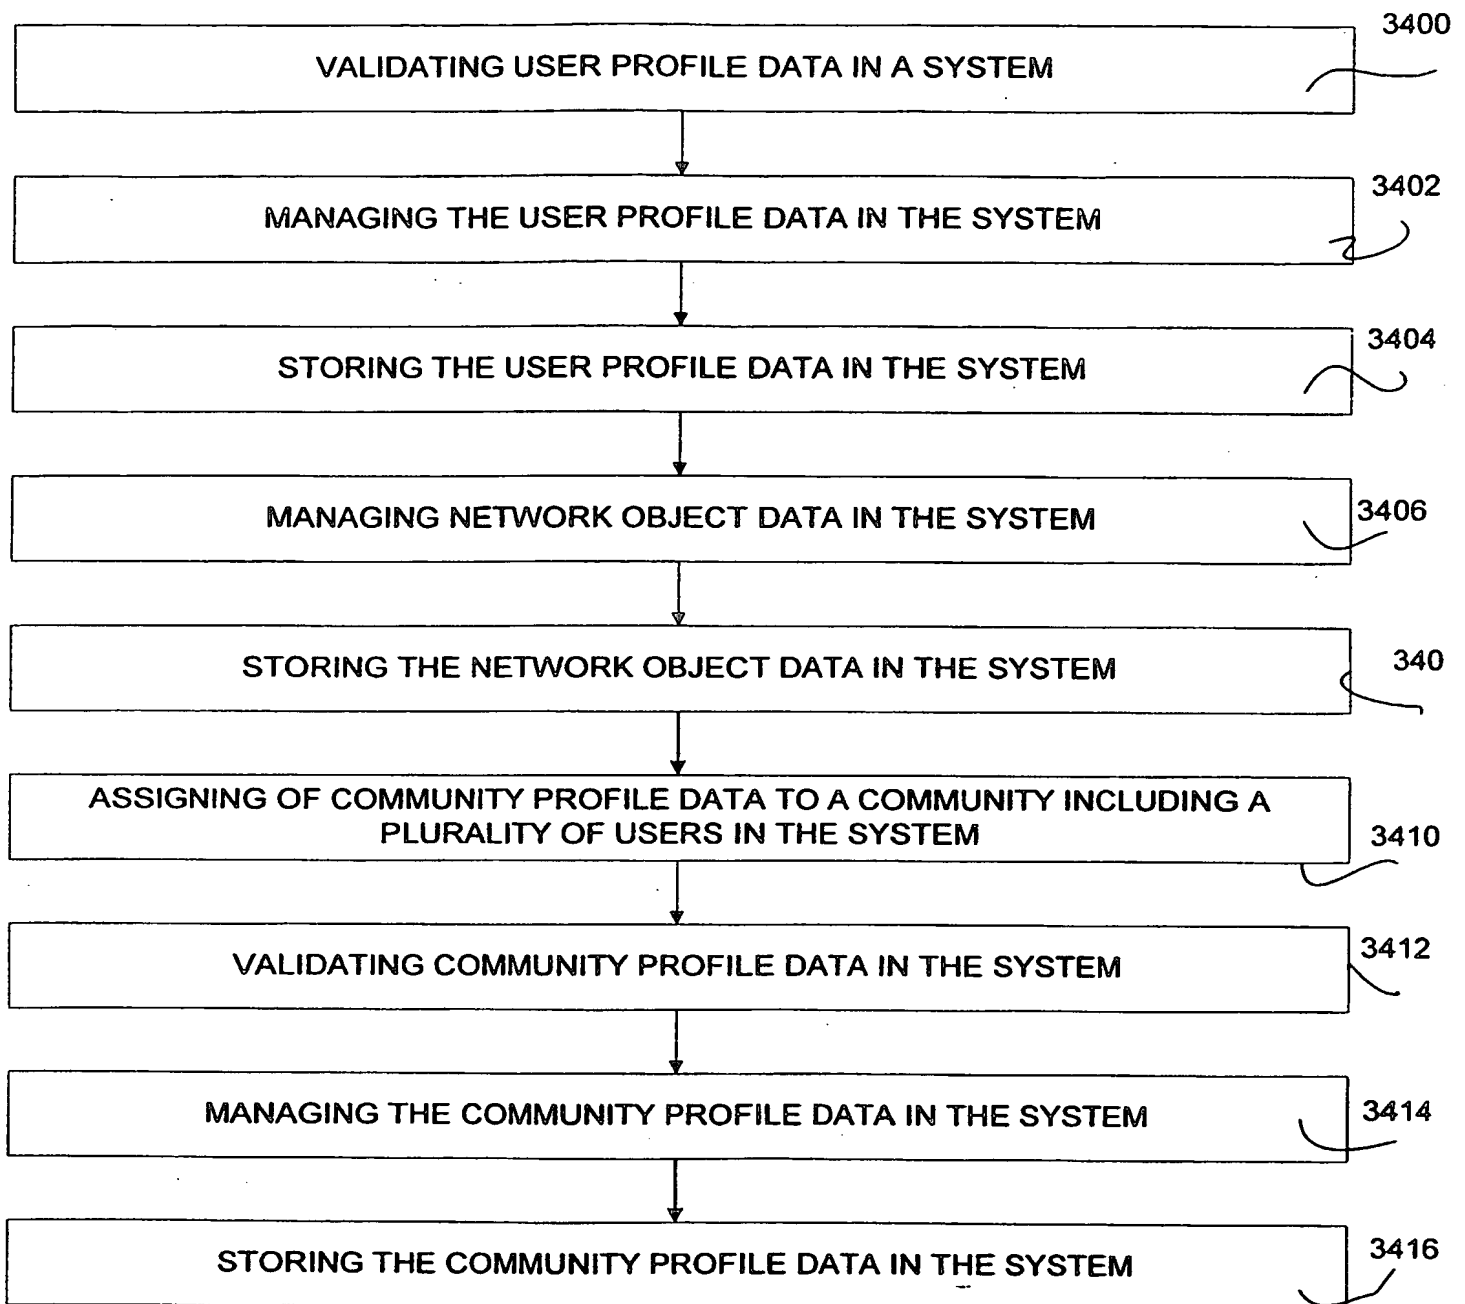 3400
VALIDATING USER PROFILE DATA IN A SYSTEM
3402
MANAGING THE USER PROFILE DATA IN THE SYSTEM
3404
STORING THE USER PROFILE DATA IN THE SYSTEM
3406
MANAGING NETWORK OBJECT DATA IN THE SYSTEM
340
STORING THE NETWORK OBJECT DATA IN THE SYSTEM
ASSIGNING OF COMMUNITY PROFILE DATA TO A COMMUNITY INCLUDING A
PLURALITY OF USERS IN THE SYSTEM
3410
3412
VALIDATING COMMUNITY PROFILE DATA IN THE SYSTEM
3414
MANAGING THE COMMUNITY PROFILE DATA IN THE SYSTEM
3416
STORING THE COMMUNITY PROFILE DATA IN THE SYSTEM